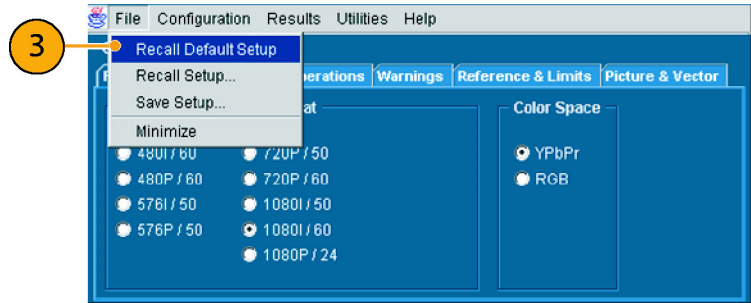 File Configuration Results Utilities Help
3
Recall Default Setup
Recall Setup...
Save Setup...
Minimize
perations Warnings Reference & Limits Picture & Vector
at
Color Space
480I / 60 720P / 50 YPbPr
480P / 60 720P / 60 RGB
576I / 50 1080I / 50
576P / 50 1080I / 60
1080P / 24